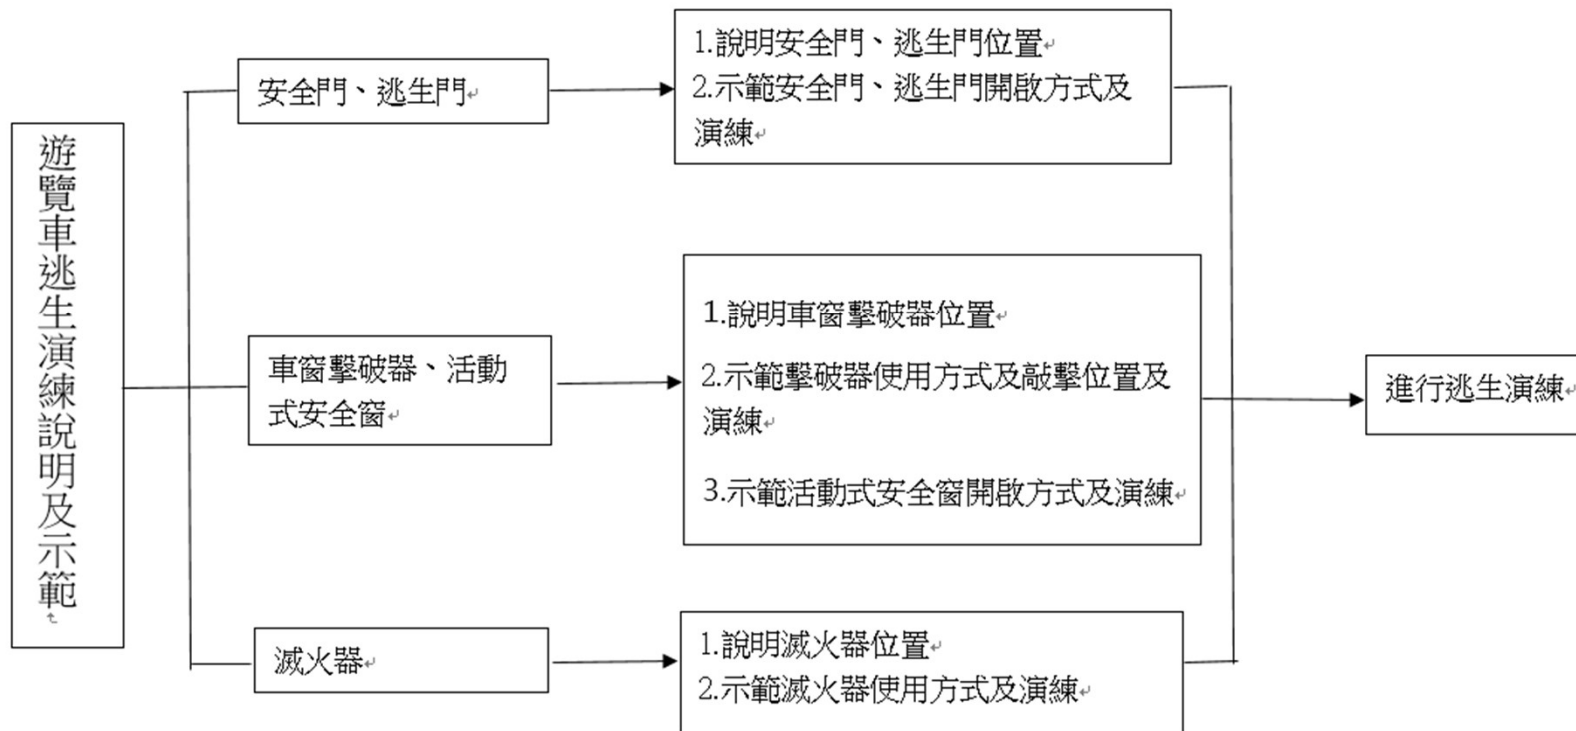 遊覽車逃生演練說明及示範
安全門、逃生門
1.說明安全門、逃生門位置
2.示範安全門、逃生門開啟方式及
演練
車窗擊破器、活動
式安全窗
1.說明車窗擊破器位置
2.示範擊破器使用方式及敲擊位置及
演練
3.示範活動式安全窗開啟方式及演練
滅火器
1.說明滅火器位置
2.示範滅火器使用方式及演練
進行逃生演練